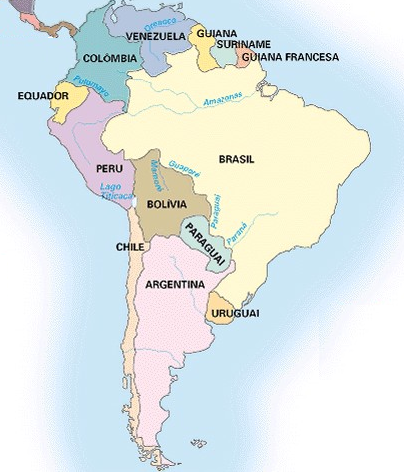 VENEZUELA
Orenoco
GUIANA
SURINAME
GUIANA FRANCESA
COLÔMBIA
Putumayo
EQUADOR
Amazonas
PERU
BRASIL
Guaporé
Mamoré
Lago
Titicaca
BOLÍVIA
Paraguai
PARAGUAI
Paraná
CHILE
ARGENTINA
URUGUAI